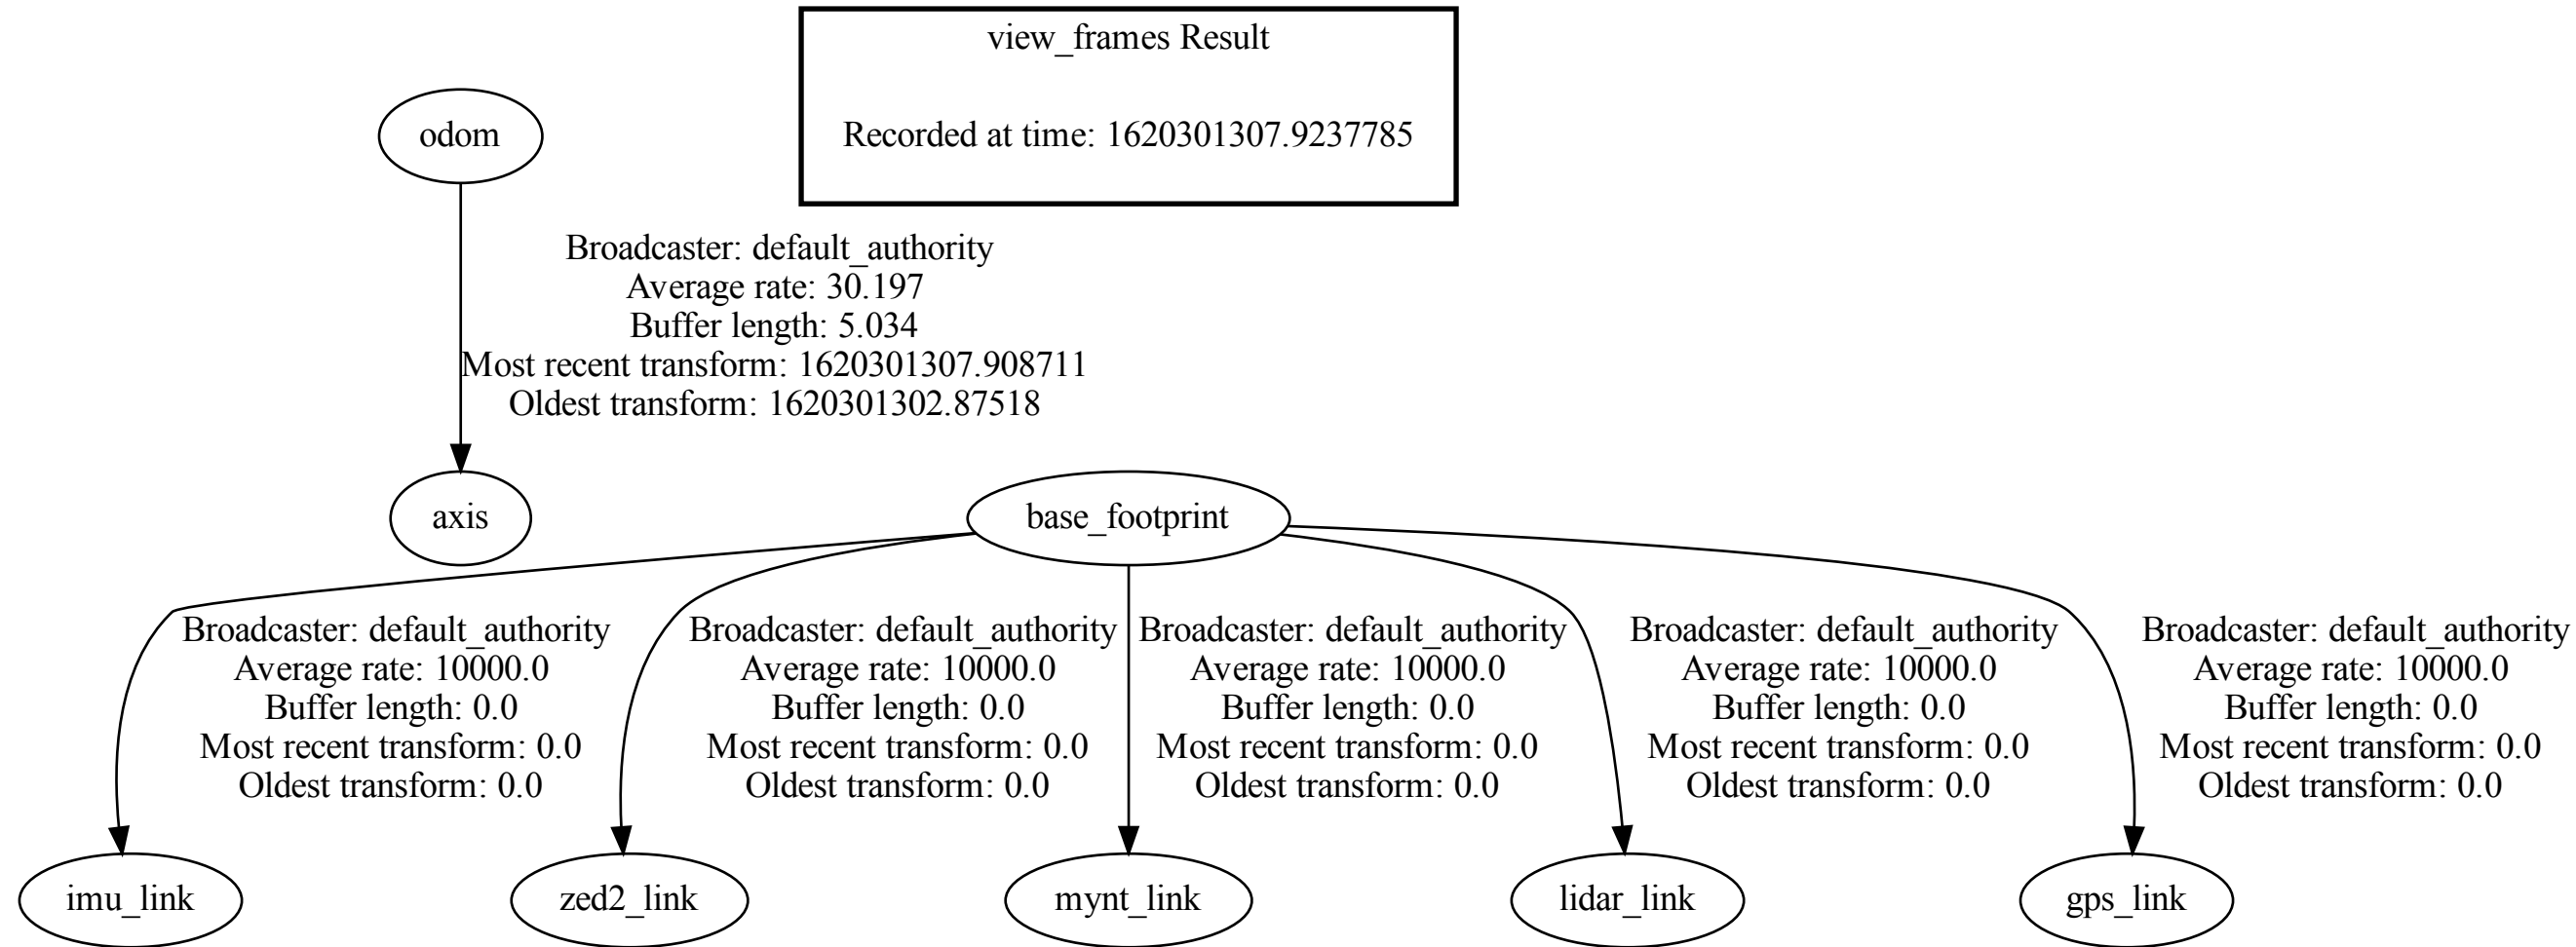 view_frames Result
Recorded at time: 1620301307.9237785
odom
Broadcaster: default_authority
Average rate: 30.197
Buffer length: 5.034
Most recent transform: 1620301307.908711
Oldest transform: 1620301302.87518
axis
base_footprint
Broadcaster: default_authority
Average rate: 10000.0
Buffer length: 0.0
Most recent transform: 0.0
Oldest transform: 0.0
Broadcaster: default_authority
Average rate: 10000.0
Buffer length: 0.0
Most recent transform: 0.0
Oldest transform: 0.0
Broadcaster: default_authority
Average rate: 10000.0
Buffer length: 0.0
Most recent transform: 0.0
Oldest transform: 0.0
Broadcaster: default_authority
Average rate: 10000.0
Buffer length: 0.0
Most recent transform: 0.0
Oldest transform: 0.0
Broadcaster: default_authority
Average rate: 10000.0
Buffer length: 0.0
Most recent transform: 0.0
Oldest transform: 0.0
imu_link
zed2_link
mynt_link
lidar_link
gps_link